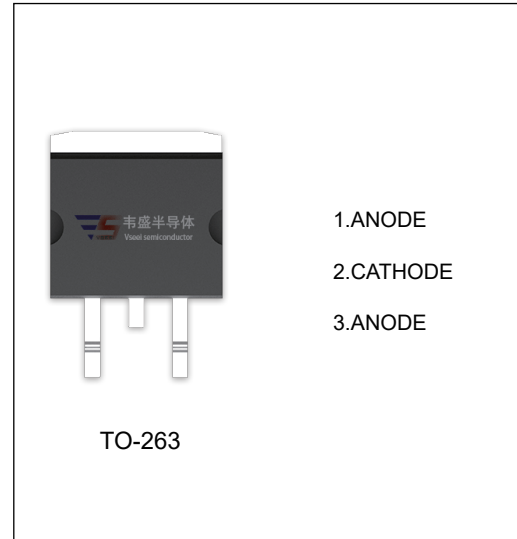 韦盛半导体
Vseel semiconductor
1.ANODE
2.CATHODE
3.ANODE
TO-263